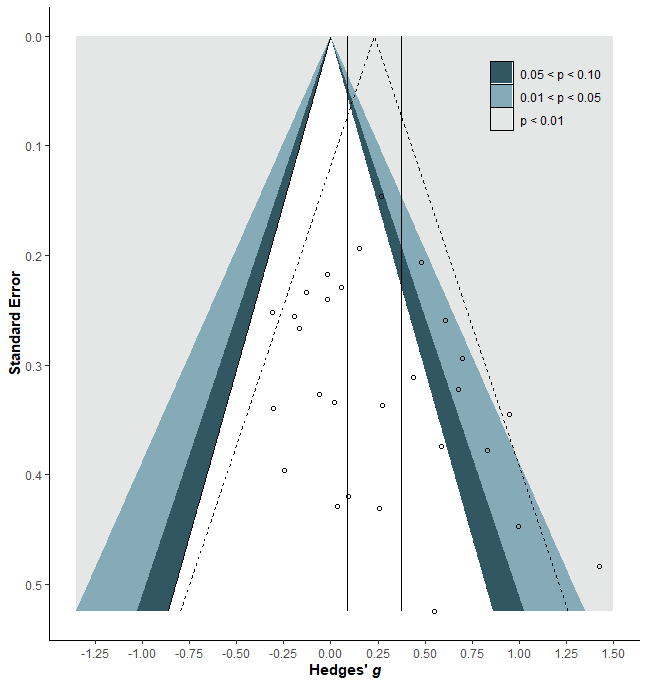 0.05 < p < 0.10
0.01 < p < 0.05
p < 0.01
0.0
0.1
0.2
0.3
0.4
0.5
Standard Error
-1.25 -1.00 -0.75 -0.50 -0.25 0.00 0.25 0.50 0.75 1.00 1.25 1.50
Hedges' g